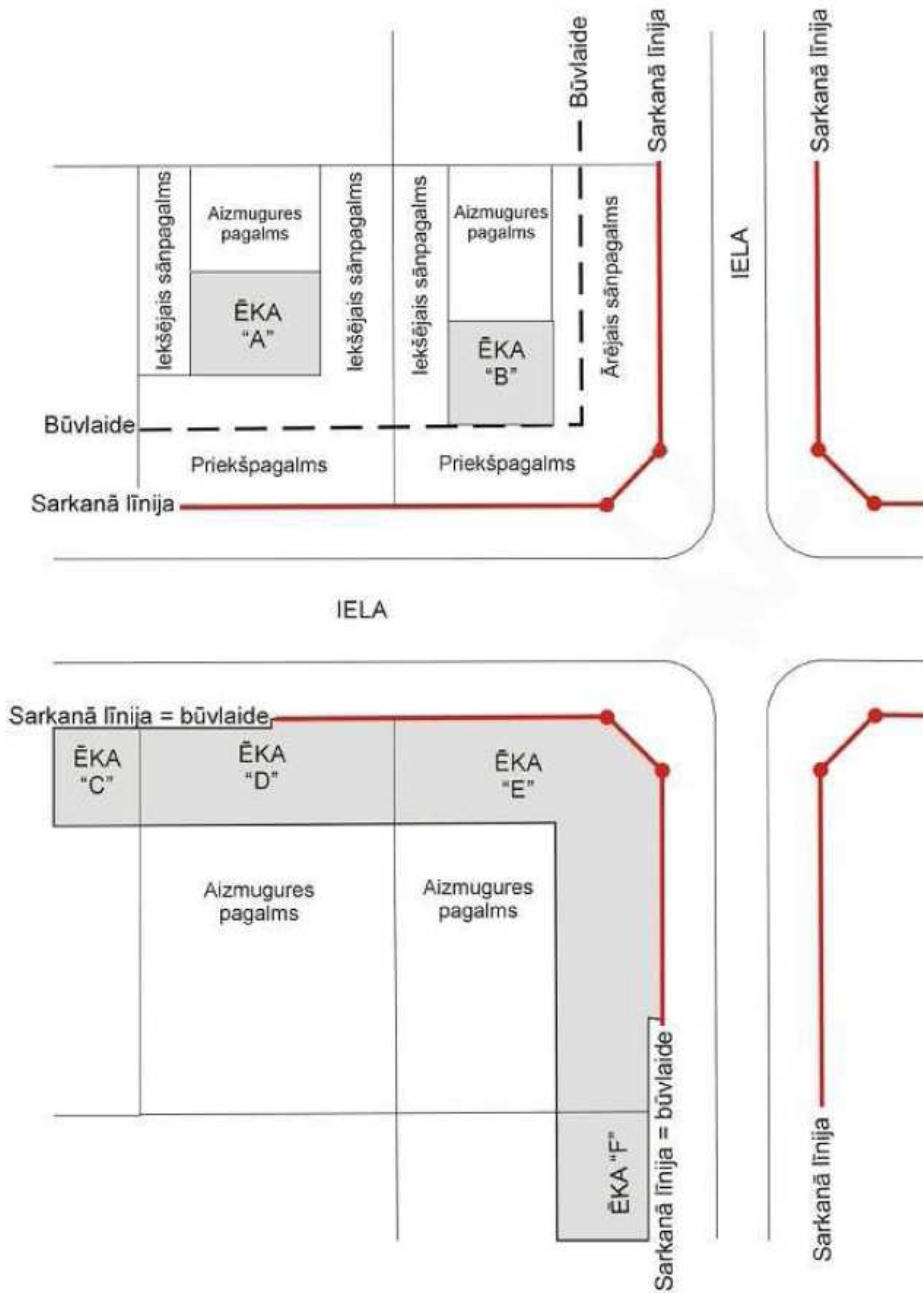 Būvlaide
Sarkanā līnija
Sarkanā līnija
Iekšējais sānpagalms
Aizmugures
pagalms
Iekšējais sānpagalms
Iekšējais sānpagalms
Aizmugures
pagalms
Ārējais sānpagalms
IELA
ĒKA
"A"
ĒKA
"B"
Būvlaide
Priekšpagalms
Priekšpagalms
Sarkanā līnija
IELA
Sarkanā līnija = būvlaide
ĒKA
"C"
ĒKA
"D"
ĒKA
"E"
Aizmugures
pagalms
Aizmugures
pagalms
ĒKA "F"
Sarkanā līnija = būvlaide
Sarkanā līnija